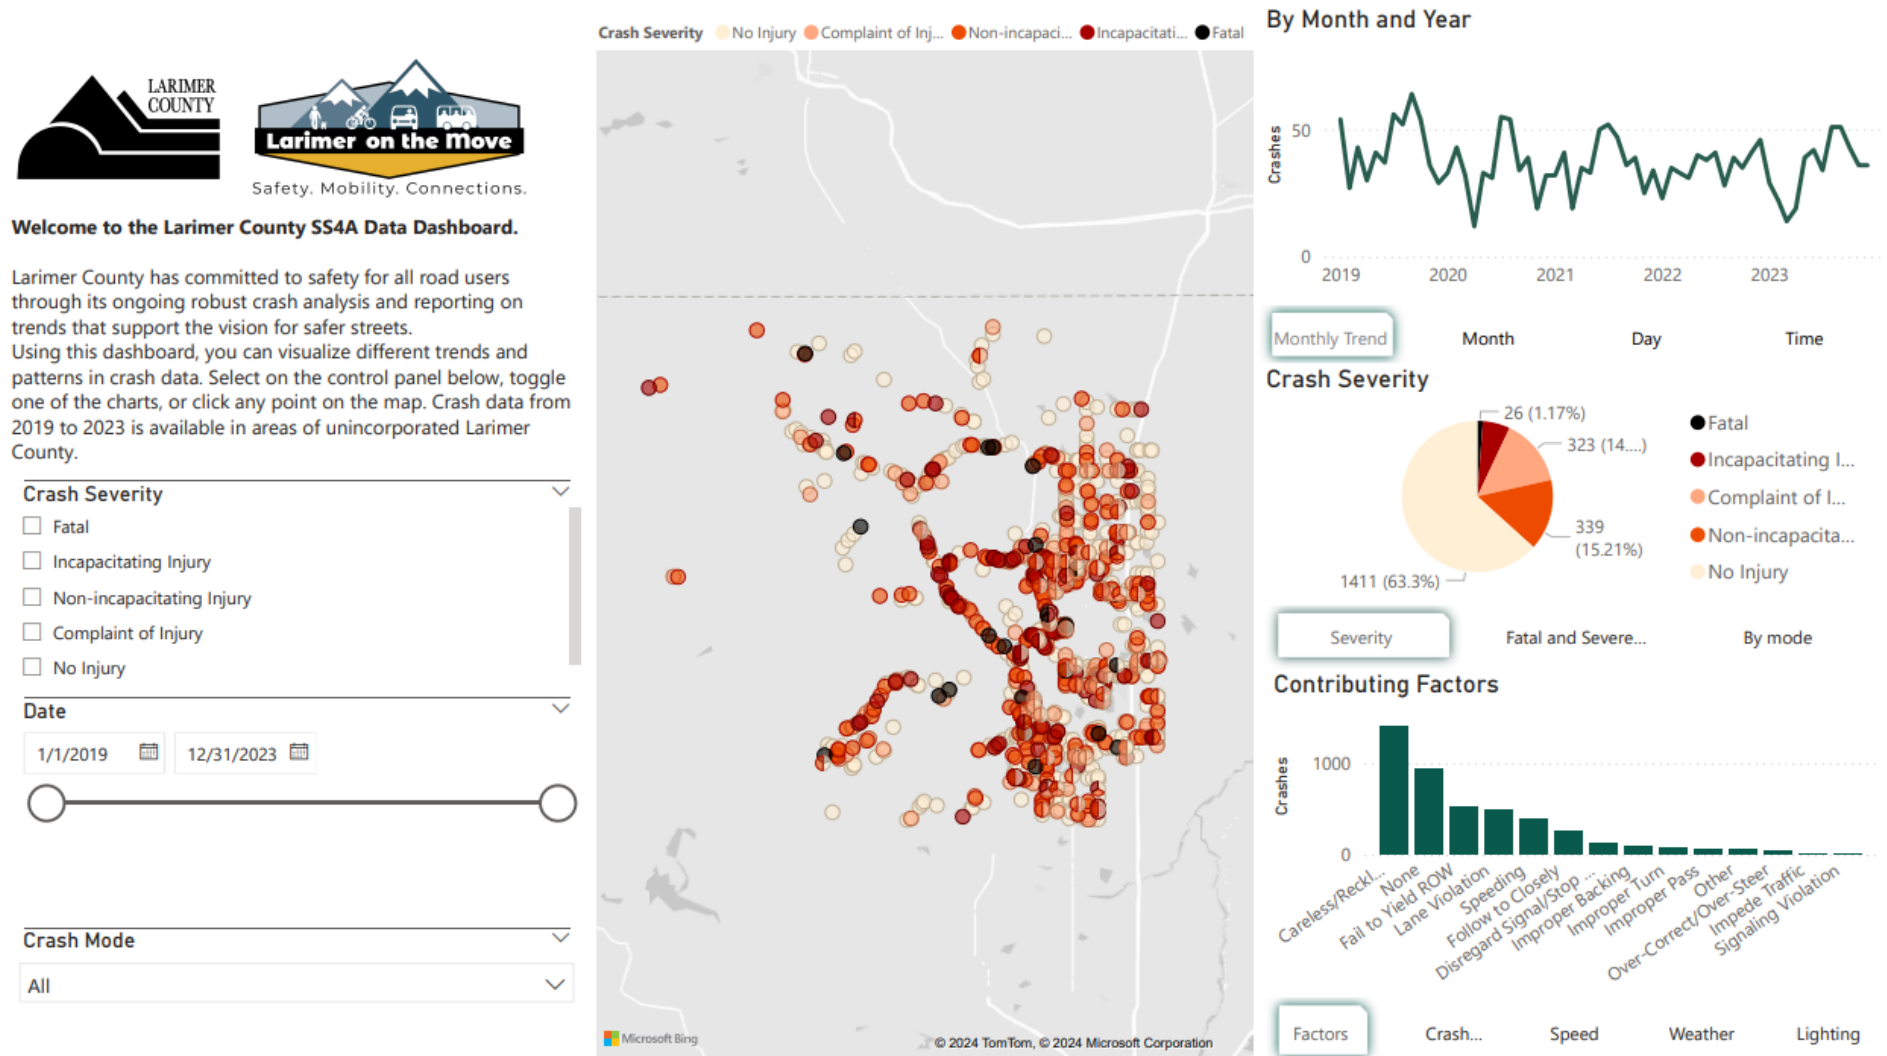 LARIMER
COUNTY
Larimer on the Move
Safety. Mobility. Connections.
Welcome to the Larimer County SS4A Data Dashboard.
Larimer County has committed to safety for all road users
through its ongoing robust crash analysis and reporting on
trends that support the vision for safer streets.
Using this dashboard, you can visualize different trends and
patterns in crash data. Select on the control panel below, toggle
one of the charts, or click any point on the map. Crash data from
2019 to 2023 is available in areas of unincorporated Larimer
County.
Crash Severity
Fatal
Incapacitating Injury
Non-incapacitating Injury
Complaint of Injury
No Injury
Date
1/1/2019 12/31/2023
Crash Mode
All
Crash Severity No Injury Complaint of Inj... Non-incapaci... Incapacitati... Fatal
Microsoft Bing
© 2024 TomTom, © 2024 Microsoft Corporation
By Month and Year
Crashes
50
0
2019 2020 2021 2022 2023
Monthly Trend Month Day Time
Crash Severity
26 (1.17%)
323 (14....)
339
(15.21%)
1411 (63.3%)
Fatal
Incapacitating I...
Complaint of I...
Non-incapacita...
No Injury
Severity Fatal and Severe... By mode
Contributing Factors
Crashes
1000
0
Careless/Reckl...
None
Fail to Yield ROW
Lane Violation
Speeding
Follow to Closely
Disregard Signal/Stop ...
Improper Backing
Improper Turn
Improper Pass
Other
Over-Correct/Over-Steer
Impede Traffic
Signaling Violation
Factors Crash... Speed Weather Lighting